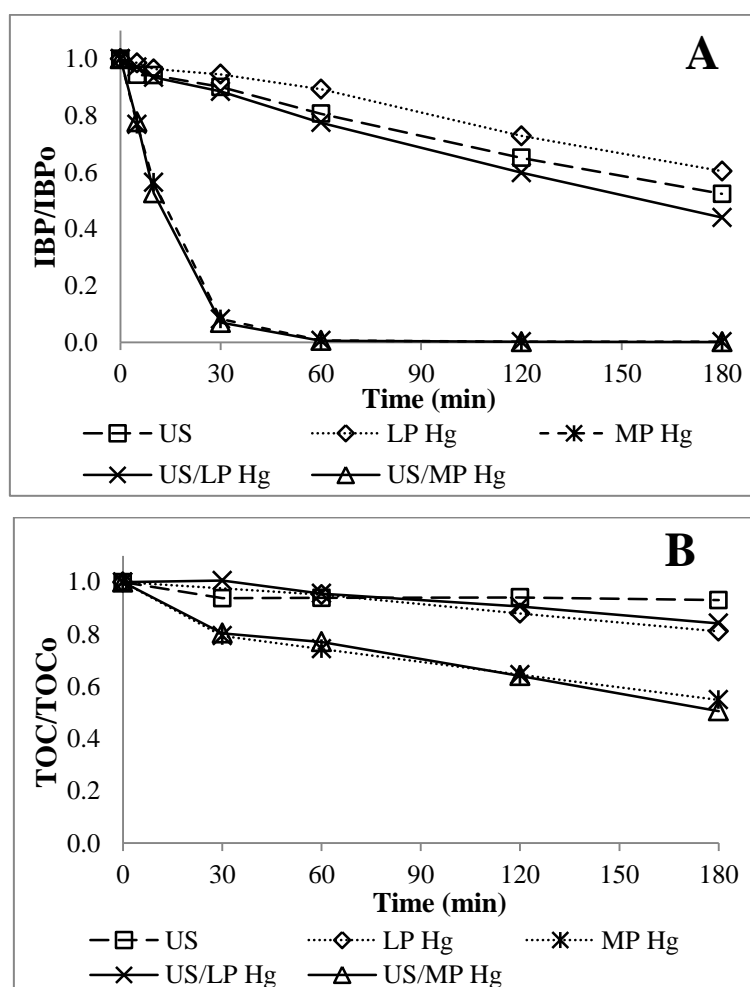 A
IBP/IBPo
1.0
0.8
0.6
0.4
0.2
0.0
0 30 60 90 120 150 180
Time (min)
US LP Hg MP Hg
US/LP Hg US/MP Hg
B
TOC/TOCo
1.0
0.8
0.6
0.4
0.2
0.0
0 30 60 90 120 150 180
Time (min)
US LP Hg MP Hg
US/LP Hg US/MP Hg